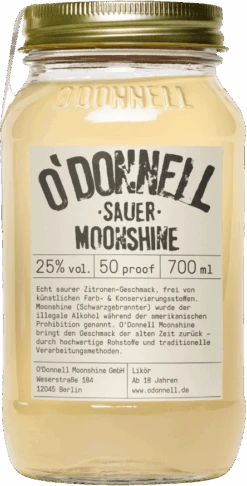 O'DONNELL
O'DONNELL
·SAUER·
MOONSHINE
25% vol. 50 proof 700 ml
Echt saurer Zitronen-Geschmack, frei von
künstlichen Farb- & Konservierungsstoffen.
Moonshine (Schwarzgebrannter) wurde der
illegale Alkohol während der amerikanischen
Prohibition genannt. O'Donnell Moonshine
bringt den Geschmack der alten Zeit zurück -
durch hochwertige Rohstoffe und traditionelle
Verarbeitungsmethoden.
O'Donnell Moonshine GmbH
Weserstraße 184
12045 Berlin
Likör
Ab 18 Jahren
www.odonnell.de